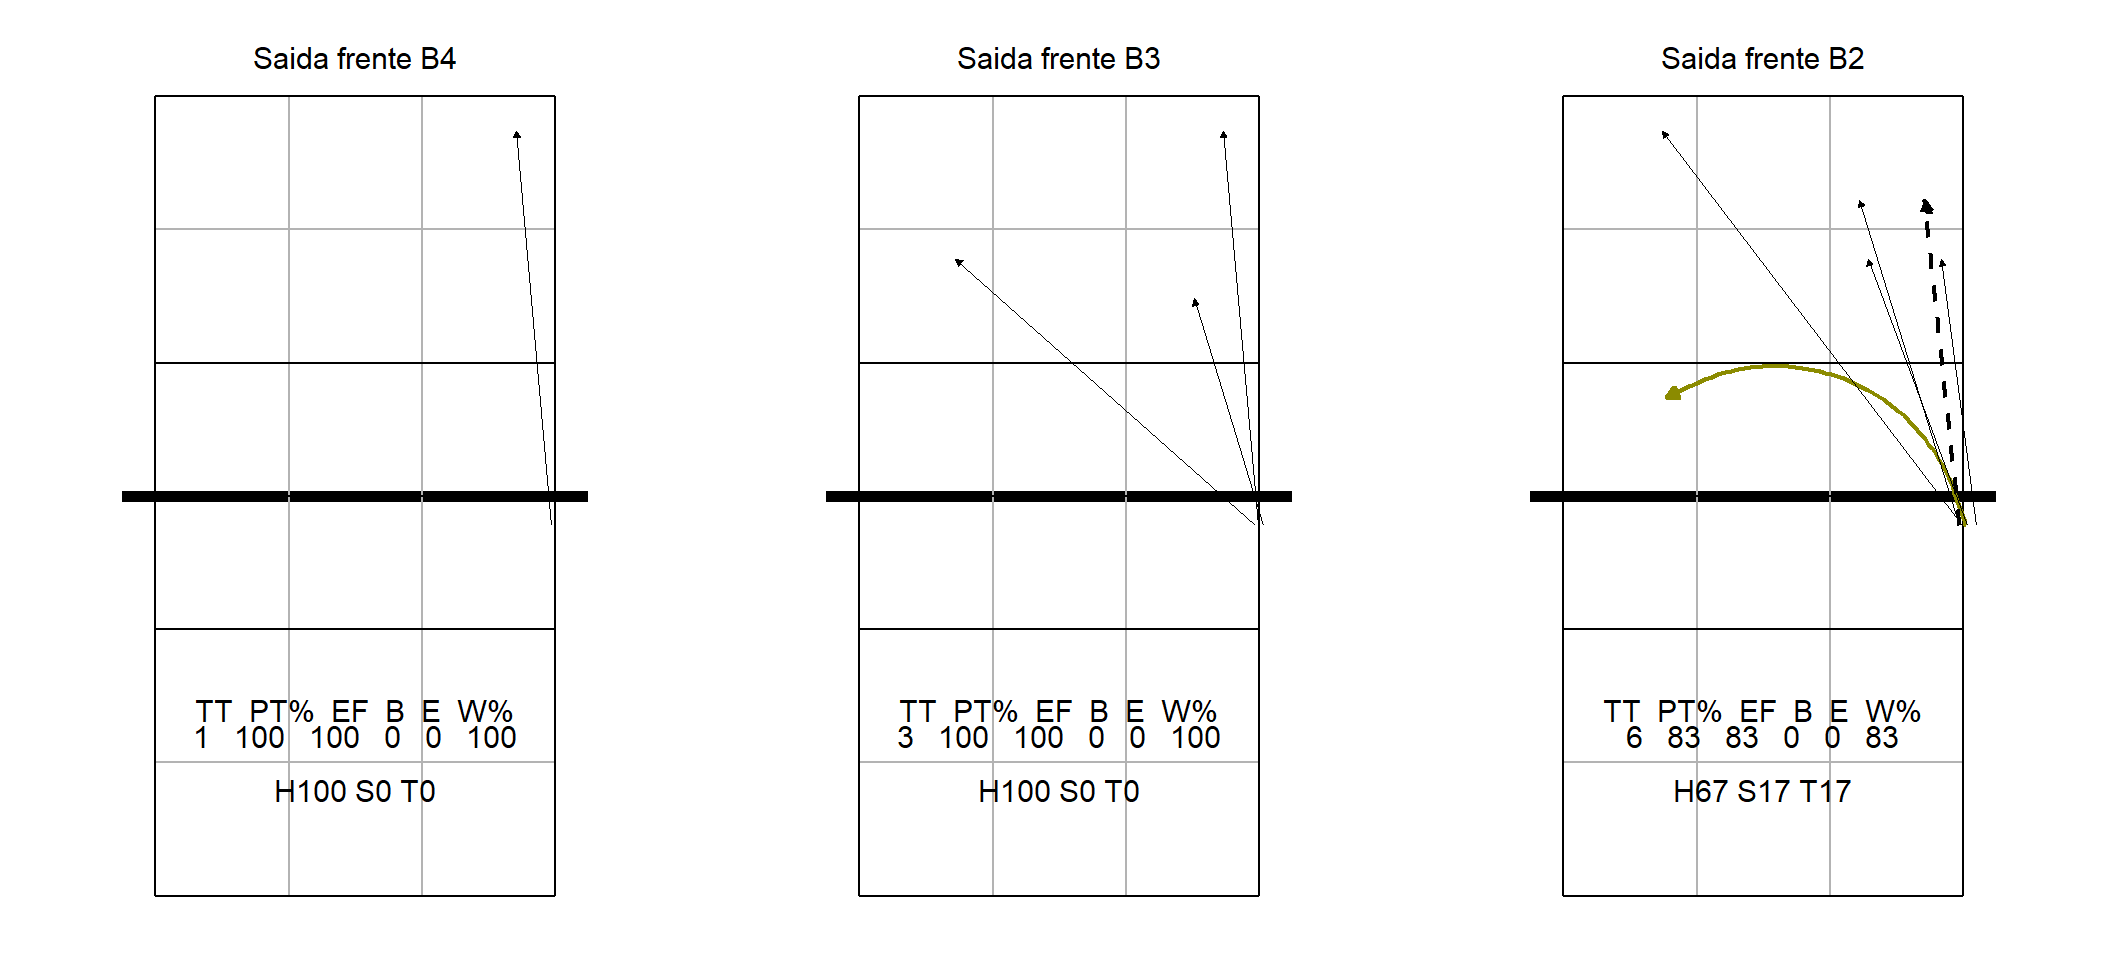 Saida frente B4
TT PT% EF B E W%
1 100 100 0 0 100
H100 S0 T0
Saida frente B3
TT PT% EF B E W%
3 100 100 0 0 100
H100 S0 T0
Saida frente B2
TT PT% EF B E W%
6 83 83 0 0 83
H67 S17 T17